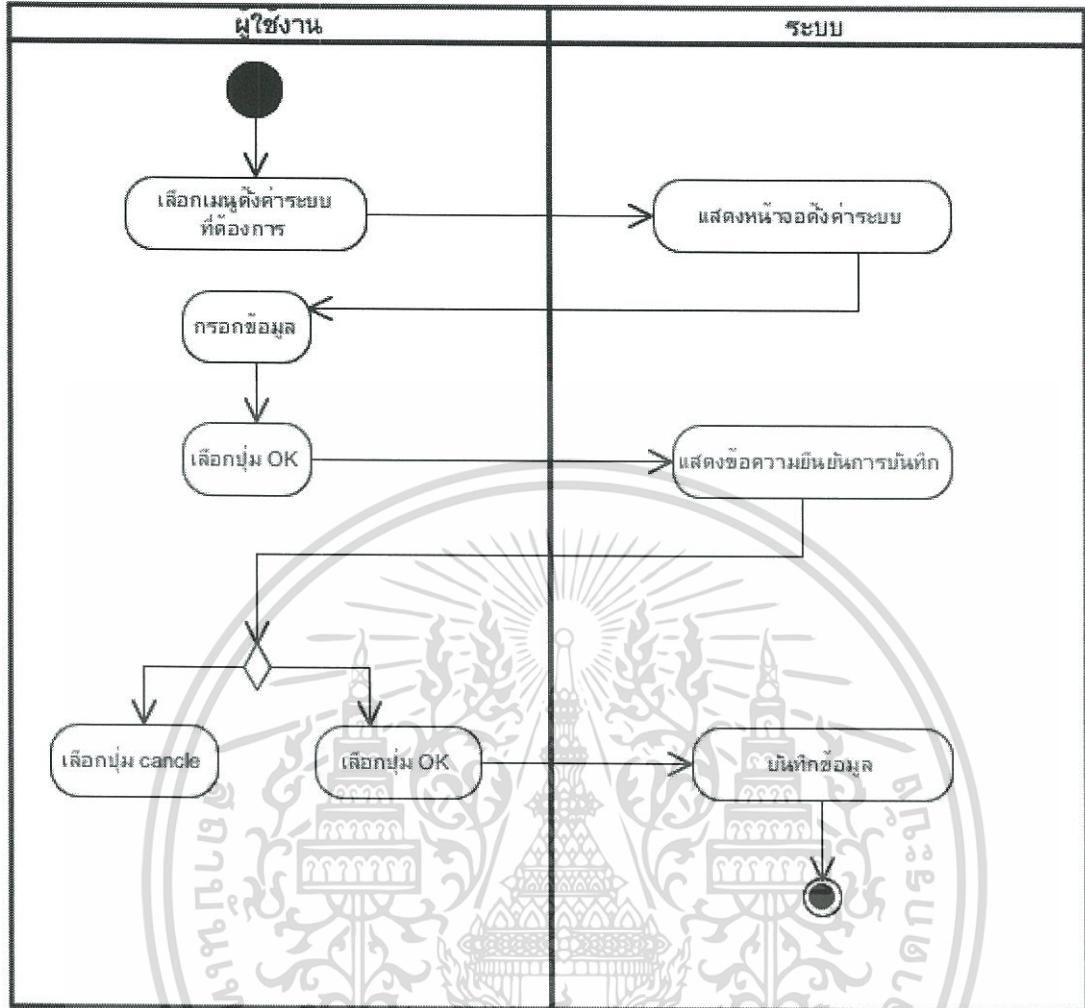 ผู้ใช้งาน
ระบบ
เลือกเมนูตั้งค่าระบบ
ที่ต้องการ
แสดงหน้าจอตั้งค่าระบบ
กรอกข้อมูล
เลือกปุ่ม OK
แสดงข้อความยืนยันการบันทึก
เลือกปุ่ม cancle
เลือกปุ่ม OK
บันทึกข้อมูล